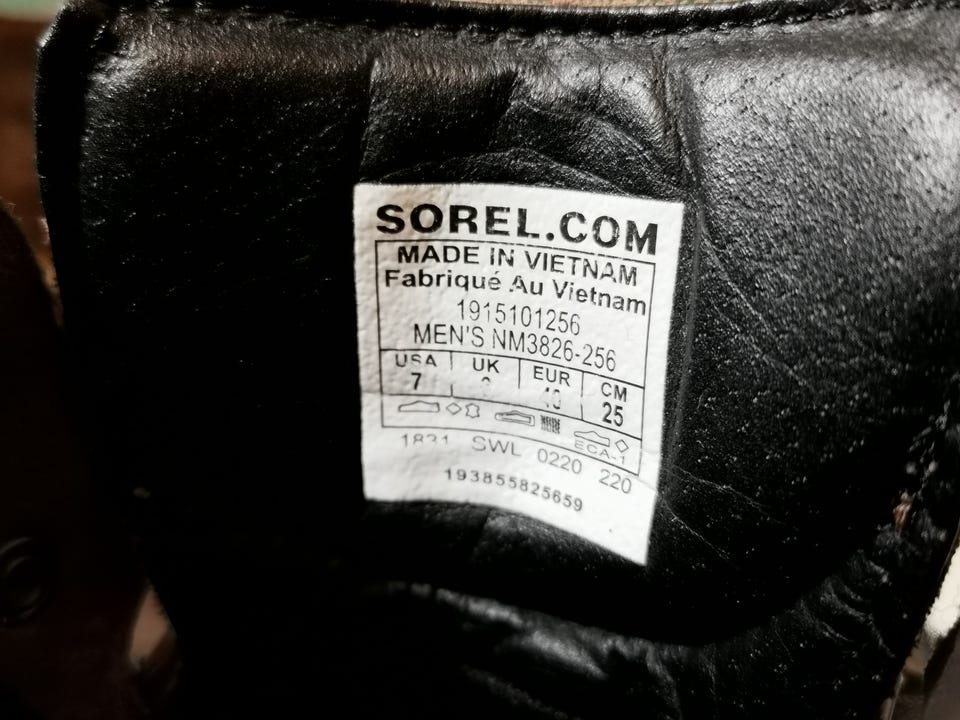 SOREL.COM
MADE IN VIETNAM
Fabriqué Au Vietnam
1915101256
MEN'S NM3826-256
USA UK EUR CM
7 40 25
ECA-1
SWL 0220 220
193855825659